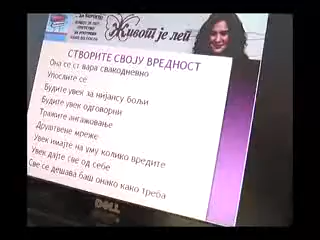 Живот је леп
СТВОРИТЕ СВОЈУ ВРЕДНОСТ
Она се ст вара свакодневно
Упослите се
Будите увек за нијансу бољи
Будите увек одговорни
Тражите ангажовање
Друштвене мреже
Увек имајте на уму колико вредите
Увек дајте све од себе
Све се дешава баш онако како треба
DELL